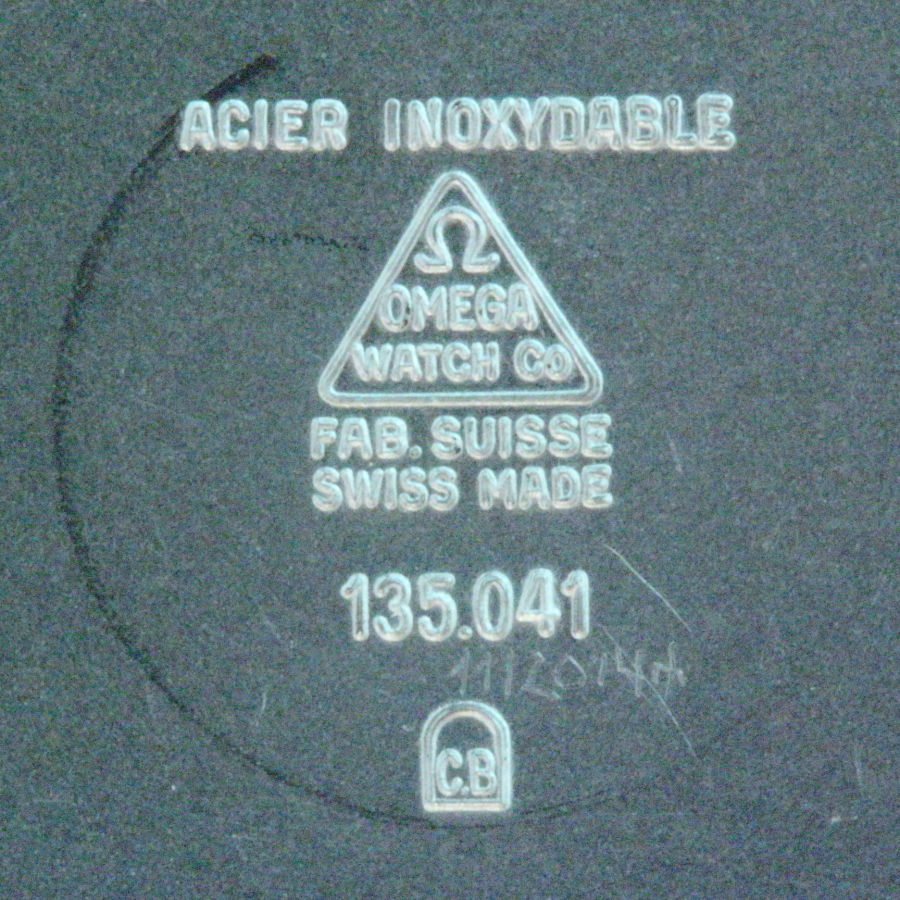 ACIER INOXYDABLE
Ω
OMEGA
WATCH CO
FAB. SUISSE
SWISS MADE
135.041
C.B